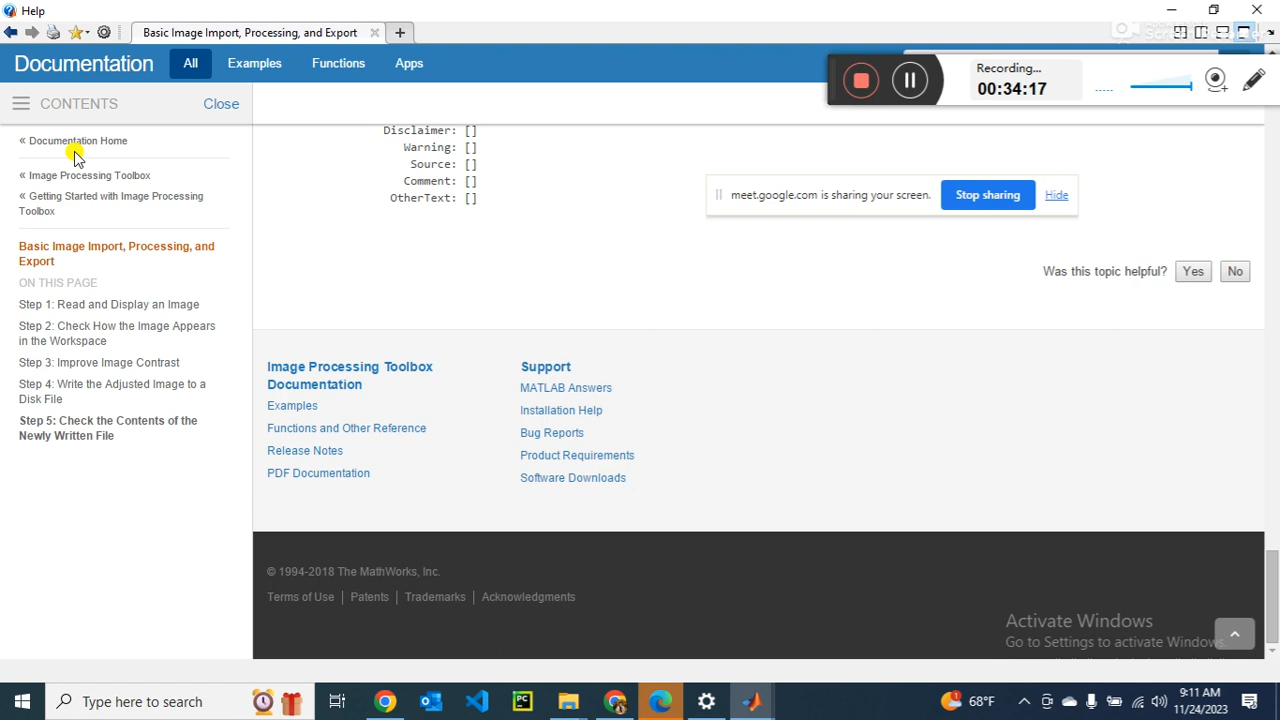 Help
Basic Image Import, Processing, and Export
Documentation All Examples Functions Apps
Recording...
00:34:17
CONTENTS Close
« Documentation Home
« Image Processing Toolbox
« Getting Started with Image Processing
Toolbox
Basic Image Import, Processing, and
Export
ON THIS PAGE
Step 1: Read and Display an Image
Step 2: Check How the Image Appears
in the Workspace
Step 3: Improve Image Contrast
Step 4: Write the Adjusted Image to a
Disk File
Step 5: Check the Contents of the
Newly Written File
Disclaimer: []
Warning: []
Source: []
Comment: []
OtherText: []
meet.google.com is sharing your screen. Stop sharing Hide
Was this topic helpful? Yes No
Image Processing Toolbox
Documentation
Examples
Functions and Other Reference
Release Notes
PDF Documentation
Support
MATLAB Answers
Installation Help
Bug Reports
Product Requirements
Software Downloads
© 1994-2018 The MathWorks, Inc.
Terms of Use | Patents | Trademarks | Acknowledgments
Activate Windows
Go to Settings to activate Windows.
Type here to search
PC
1
68°F
9:11 AM
11/24/2023